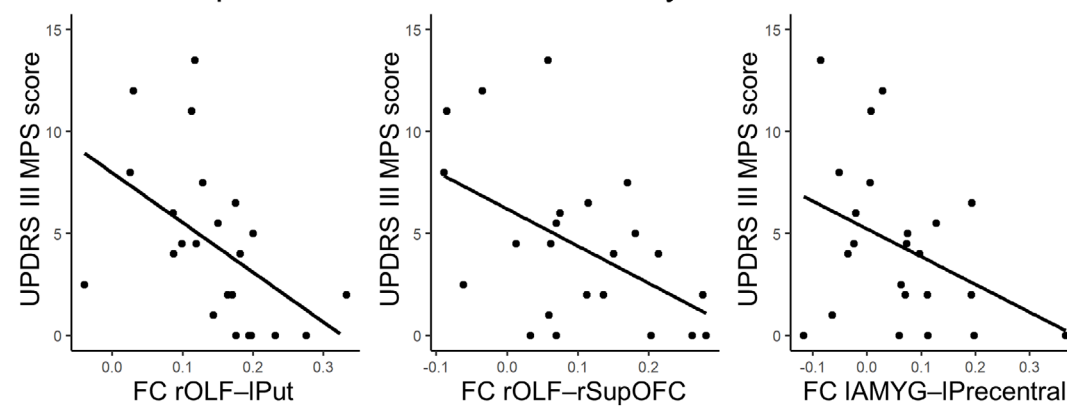 UPDRS III MPS score
15
10
5
0
0.0 0.1 0.2 0.3
FC rOLF–lPut
UPDRS III MPS score
15
10
5
0
-0.1 0.0 0.1 0.2
FC rOLF–rSupOFC
UPDRS III MPS score
15
10
5
0
-0.1 0.0 0.1 0.2 0.3
FC lAMYG–lPrecentral